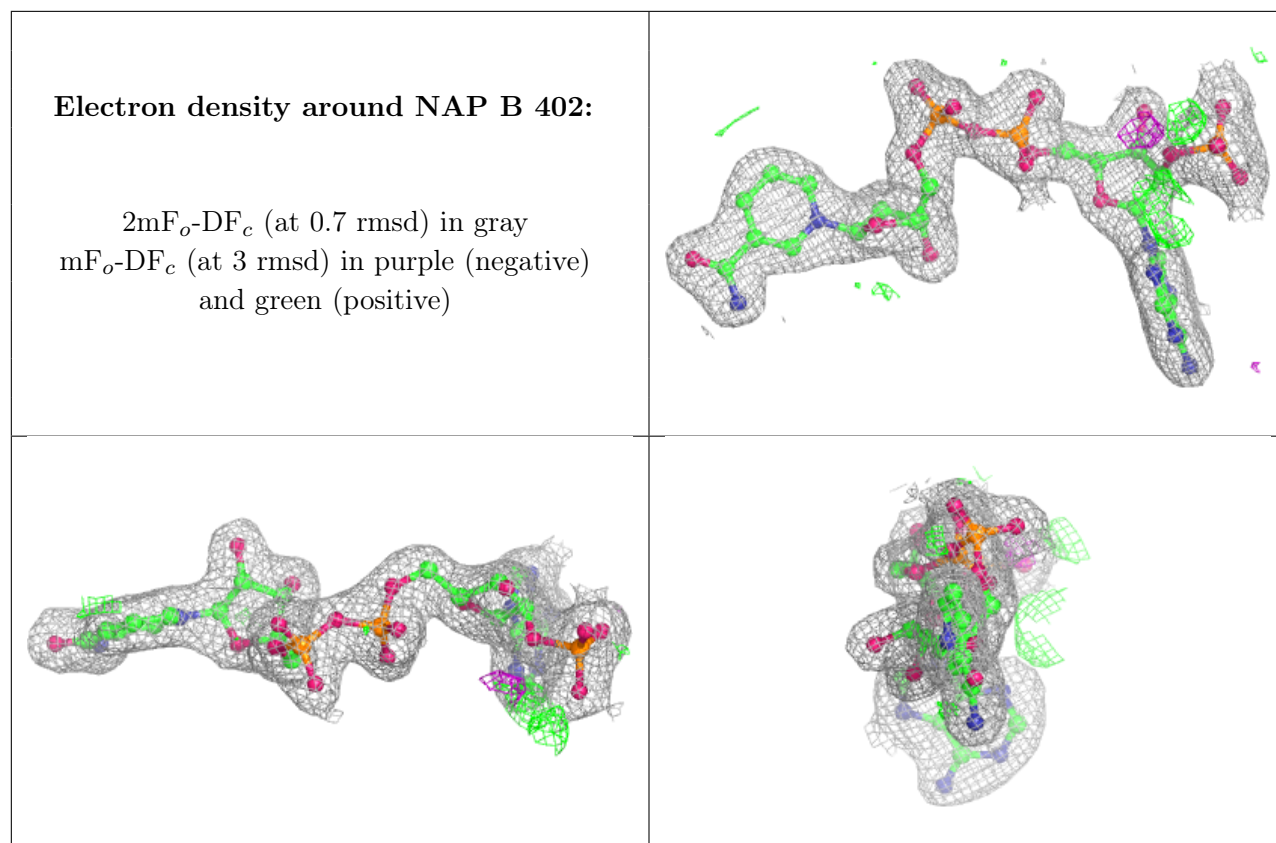 Electron density around NAP B 402:
2mFo-DFc (at 0.7 rmsd) in gray
mFo-DFc (at 3 rmsd) in purple (negative)
and green (positive)